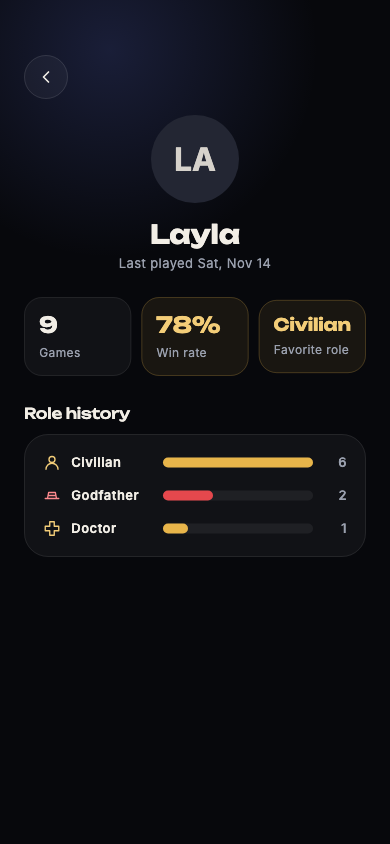 LA
Layla
Last played Sat, Nov 14
9
Games
78%
Win rate
Civilian
Favorite role
Role history
Civilian 6
Godfather 2
Doctor 1